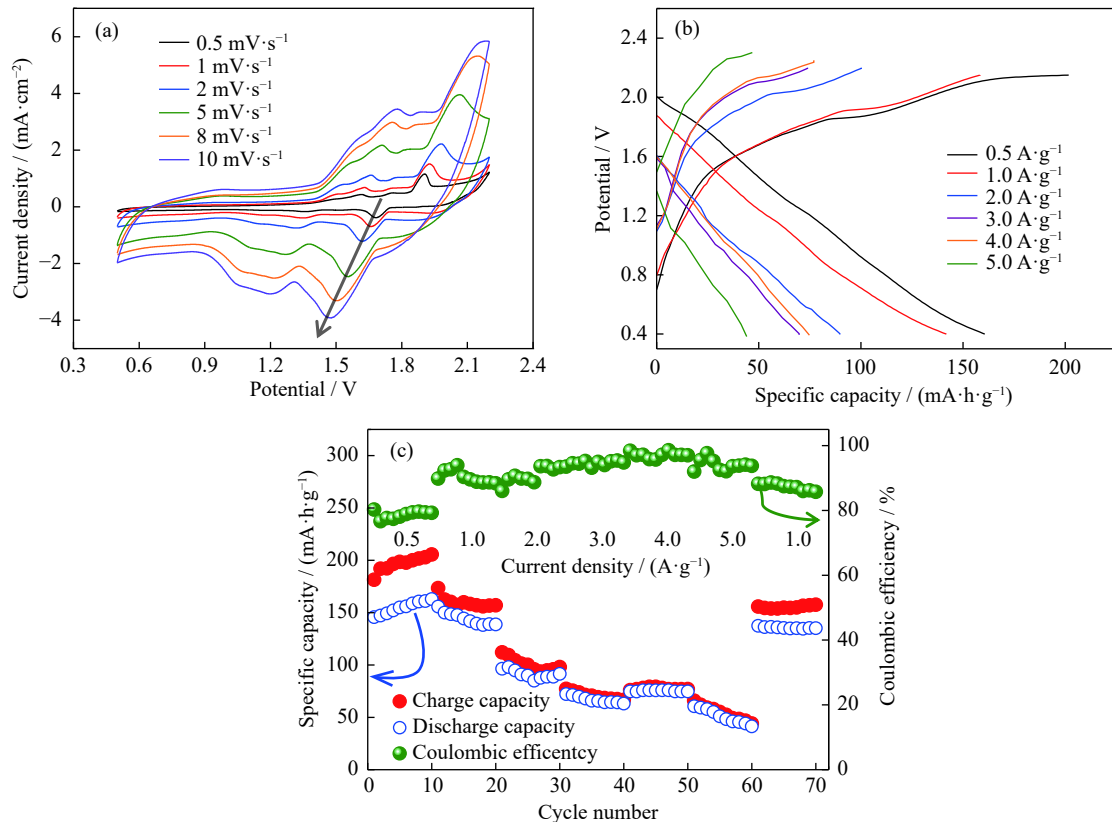 (a)
0.5 mV·s⁻¹
1 mV·s⁻¹
2 mV·s⁻¹
5 mV·s⁻¹
8 mV·s⁻¹
10 mV·s⁻¹
6
4
2
0
−2
−4
Current density / (mA·cm⁻²)
0.3
0.6
0.9
1.2
1.5
1.8
2.1
2.4
Potential / V
(b)
2.4
2.0
1.6
1.2
0.8
0.4
Potential / V
0.5 A·g⁻¹
1.0 A·g⁻¹
2.0 A·g⁻¹
3.0 A·g⁻¹
4.0 A·g⁻¹
5.0 A·g⁻¹
0
50
100
150
200
Specific capacity / (mA·h·g⁻¹)
(c)
300
250
200
150
100
50
0
Specific capacity / (mA·h·g⁻¹)
100
80
60
40
20
0
Coulombic efficiency / %
0.5
1.0
2.0
3.0
4.0
5.0
1.0
Current density / (A·g⁻¹)
Charge capacity
Discharge capacity
Coulombic efficentcy
0
10
20
30
40
50
60
70
Cycle number